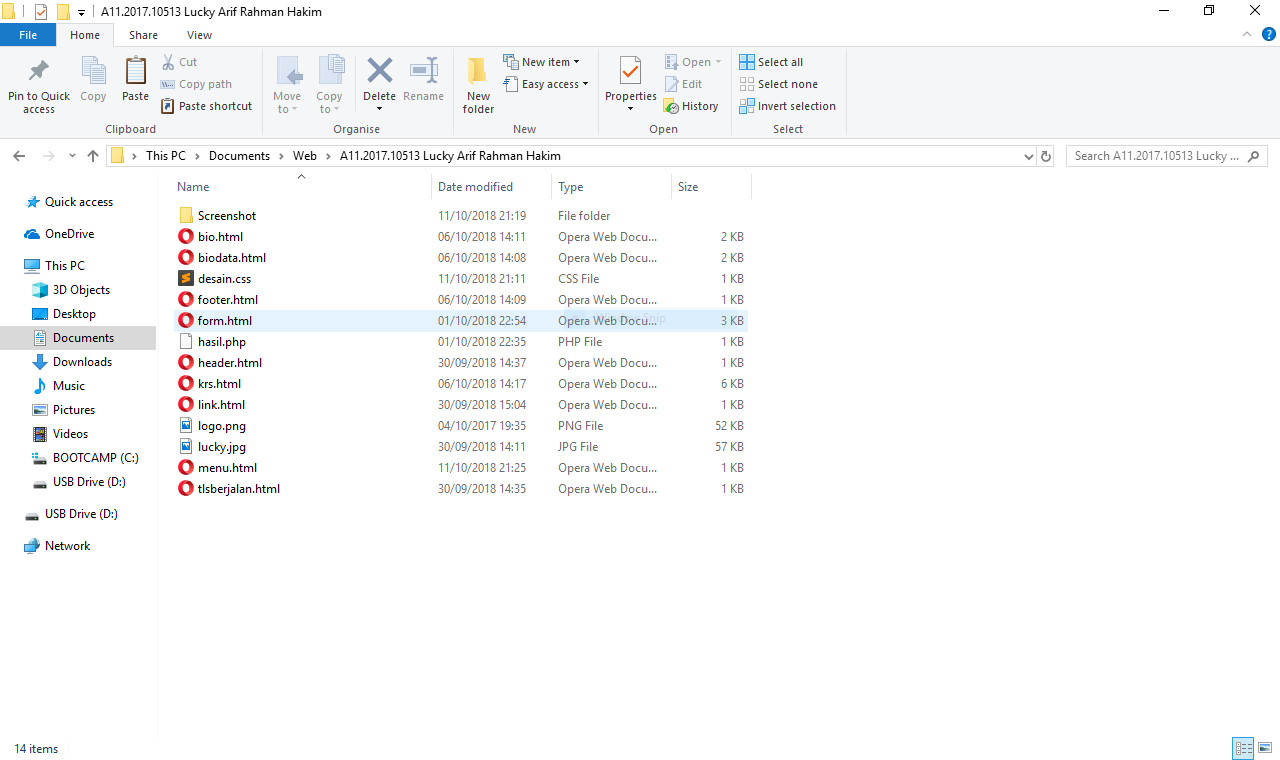 A11.2017.10513 Lucky Arif Rahman Hakim
File Home Share View
Pin to Quick access
Copy
Paste
Cut
Copy path
Paste shortcut
Clipboard
Move to
Copy to
Delete
Rename
Organise
New folder
New item
Easy access
New
Properties
Open
Edit
History
Open
Select all
Select none
Invert selection
Select
This PC Documents Web A11.2017.10513 Lucky Arif Rahman Hakim
Search A11.2017.10513 Lucky ...
Quick access
OneDrive
This PC
3D Objects
Desktop
Documents
Downloads
Music
Pictures
Videos
BOOTCAMP (C:)
USB Drive (D:)
USB Drive (D:)
Network
Name Date modified Type Size
Screenshot 11/10/2018 21:19 File folder
bio.html 06/10/2018 14:11 Opera Web Docu... 2 KB
biodata.html 06/10/2018 14:08 Opera Web Docu... 2 KB
desain.css 11/10/2018 21:11 CSS File 1 KB
footer.html 06/10/2018 14:09 Opera Web Docu... 1 KB
form.html 01/10/2018 22:54 Opera Web Docu... 3 KB
hasil.php 01/10/2018 22:35 PHP File 1 KB
header.html 30/09/2018 14:37 Opera Web Docu... 1 KB
krs.html 06/10/2018 14:17 Opera Web Docu... 6 KB
link.html 30/09/2018 15:04 Opera Web Docu... 1 KB
logo.png 04/10/2017 19:35 PNG File 52 KB
lucky.jpg 30/09/2018 14:11 JPG File 57 KB
menu.html 11/10/2018 21:25 Opera Web Docu... 1 KB
tlsberjalan.html 30/09/2018 14:35 Opera Web Docu... 1 KB
14 items